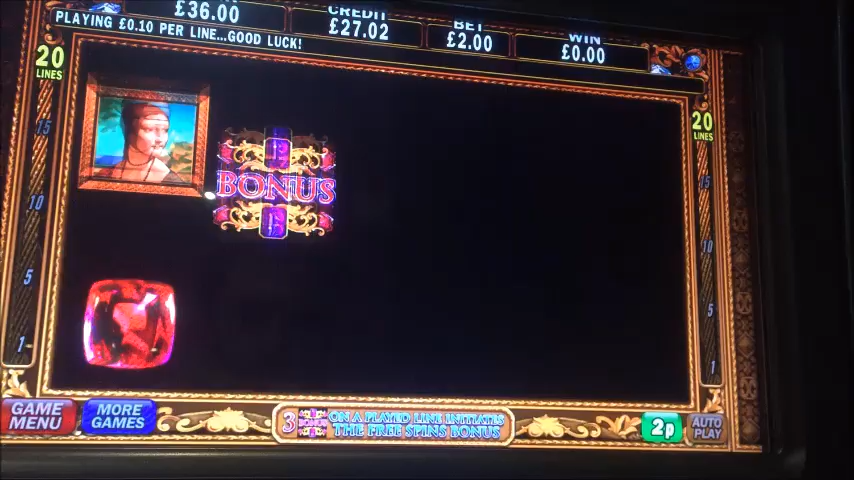 £36.00
CREDIT
£27.02
BET
£2.00
WIN
£0.00
PLAYING £0.10 PER LINE...GOOD LUCK!
20
LINES
20
LINES
15
10
5
1
15
10
5
1
BONUS
GAME
MENU
MORE
GAMES
3 BONUS ON A PLAYED LINE INITIATES
THE FREE SPINS BONUS
2p
AUTO
PLAY